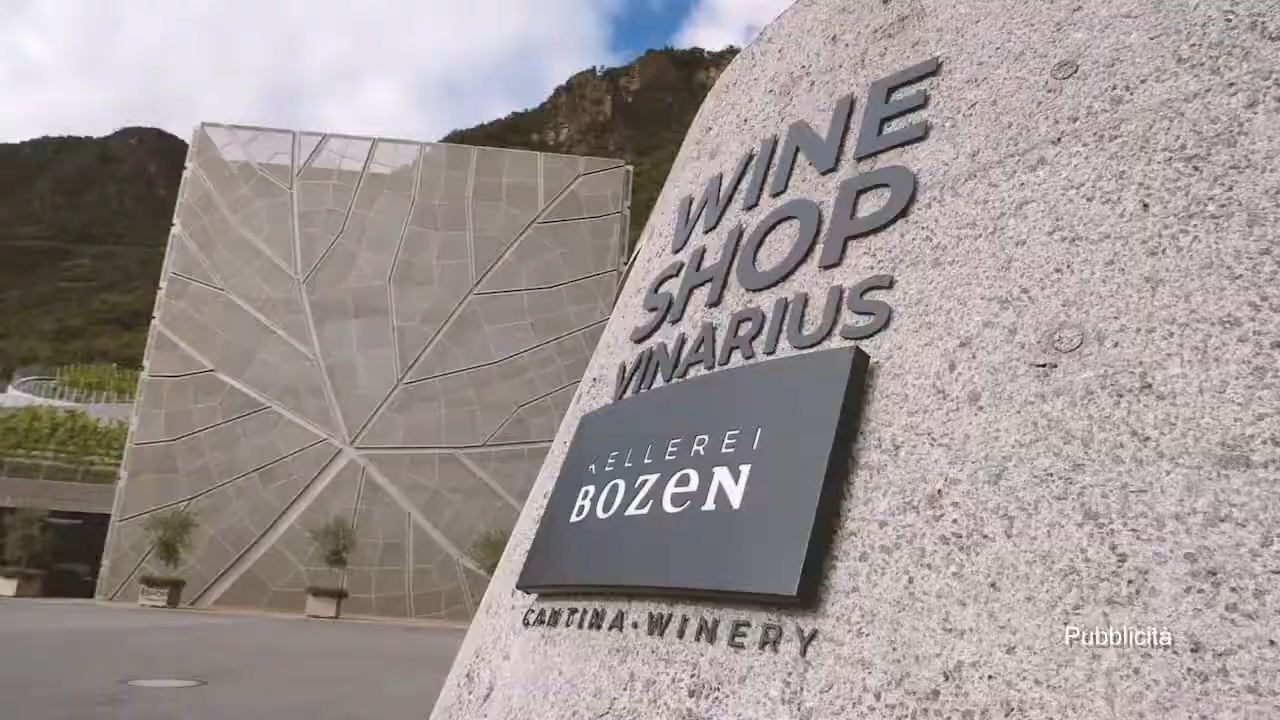 WINE
SHOP
VINARIUS
KELLEREI
BOZEN
CANTINA-WINERY
Pubblicità